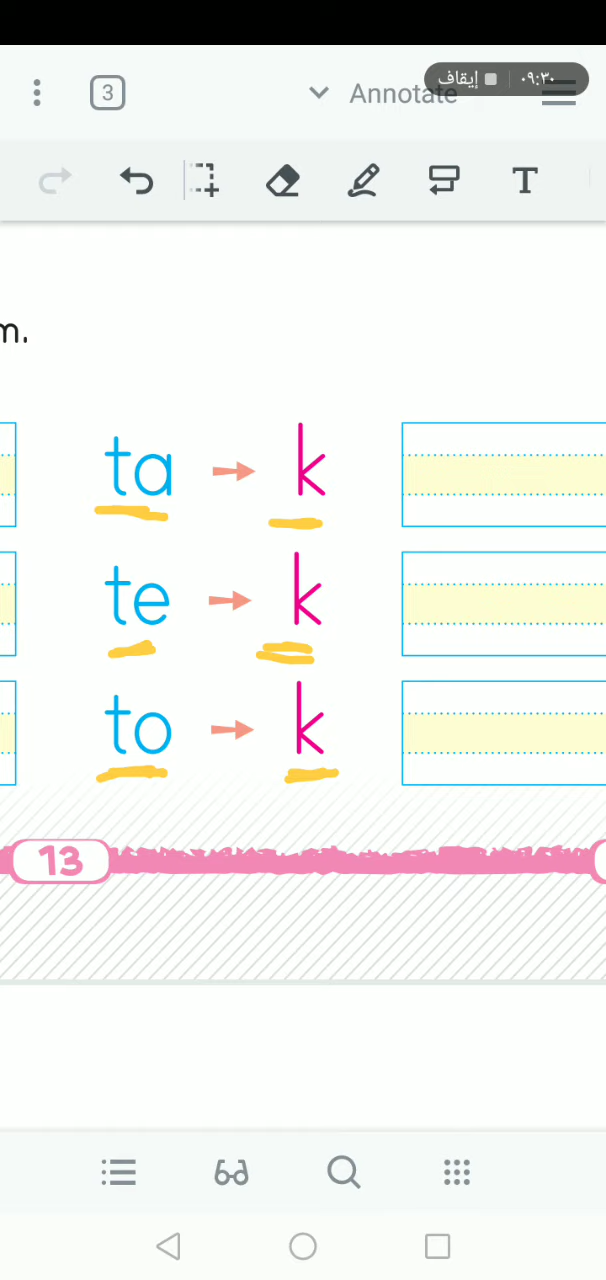 3 Annotate إيقاف ٠٩:٣٠
T
m.
ta → k
te → k
to → k
13